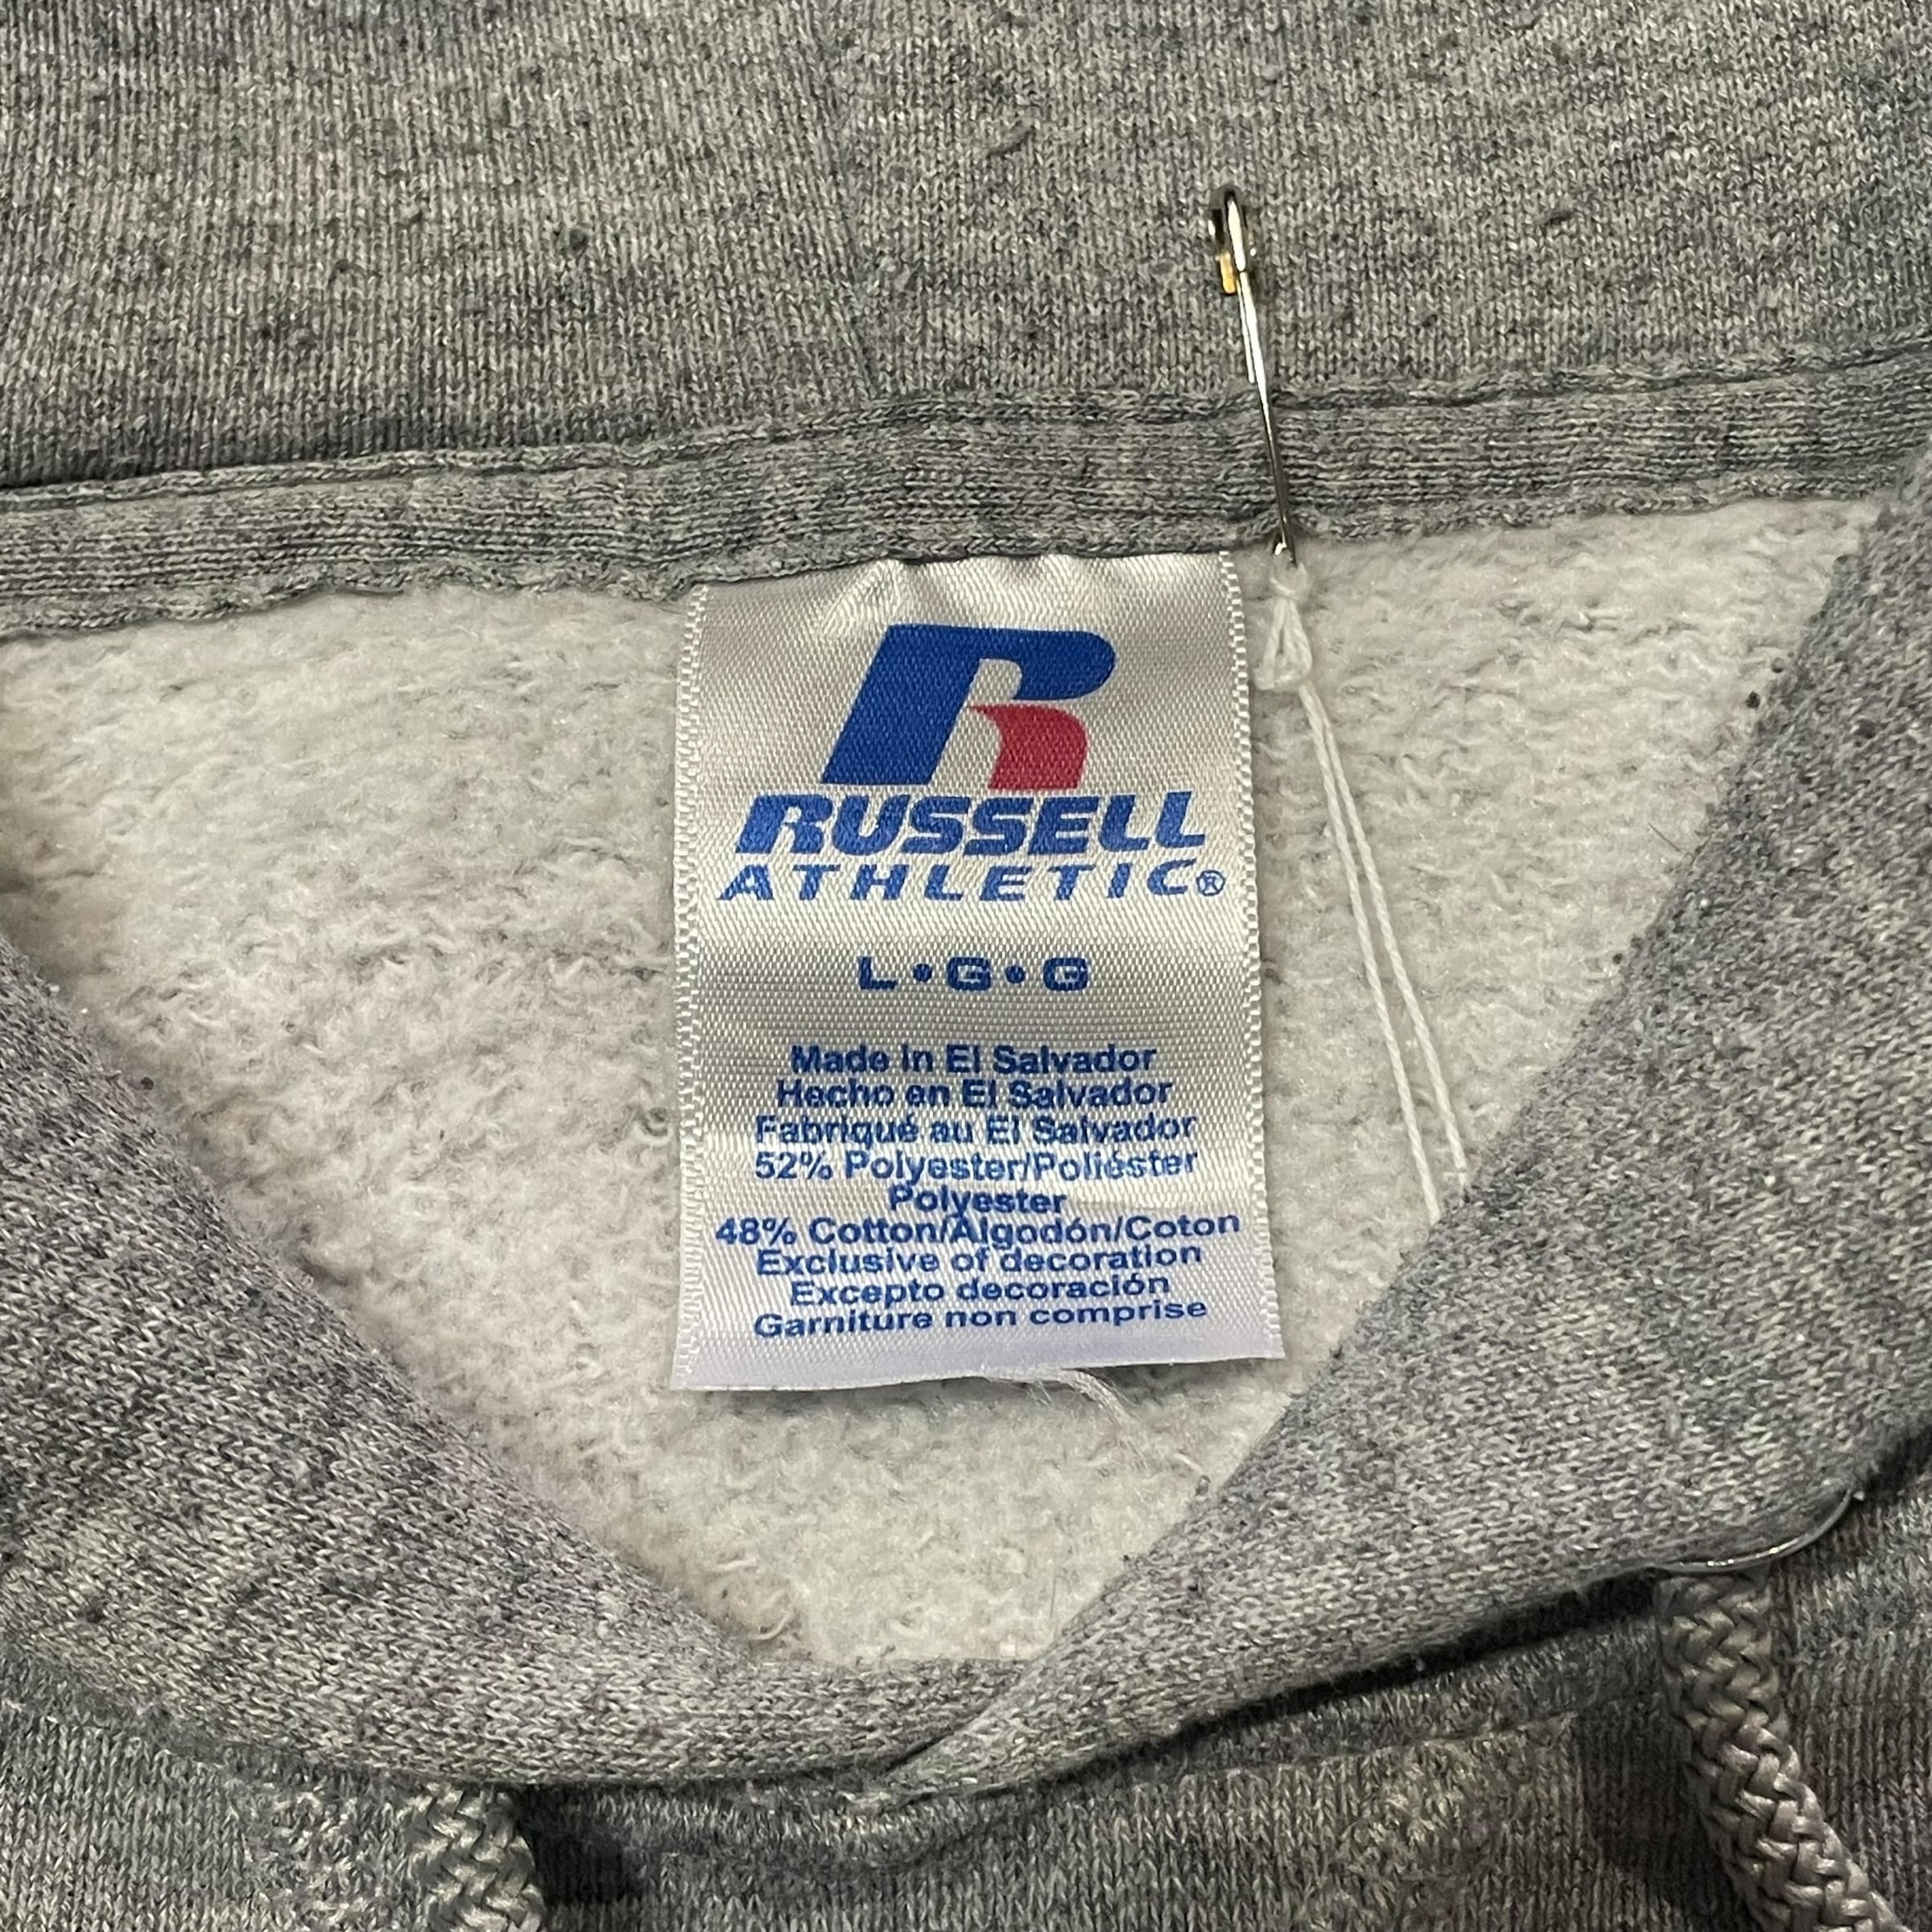 R
RUSSELL
ATHLETIC®
L•G•G
Made in El Salvador
Hecho en El Salvador
Fabriqué au El Salvador
52% Polyester/Poliéster
Polyester
48% Cotton/Algodón/Coton
Exclusive of decoration
Excepto decoración
Garniture non comprise